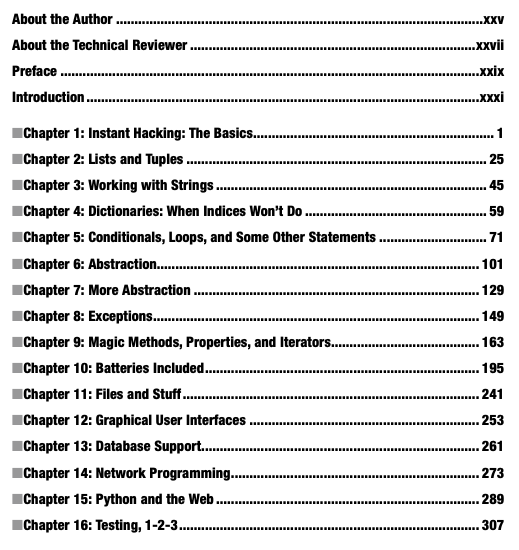 About the Author ....................................................................................................xxv
About the Technical Reviewer ..............................................................................xxvii
Preface ..................................................................................................................xxix
Introduction...........................................................................................................xxxi
■Chapter 1: Instant Hacking: The Basics................................................................. 1
■Chapter 2: Lists and Tuples .................................................................................. 25
■Chapter 3: Working with Strings .......................................................................... 45
■Chapter 4: Dictionaries: When Indices Won’t Do ................................................. 59
■Chapter 5: Conditionals, Loops, and Some Other Statements ............................. 71
■Chapter 6: Abstraction........................................................................................ 101
■Chapter 7: More Abstraction .............................................................................. 129
■Chapter 8: Exceptions......................................................................................... 149
■Chapter 9: Magic Methods, Properties, and Iterators......................................... 163
■Chapter 10: Batteries Included........................................................................... 195
■Chapter 11: Files and Stuff................................................................................. 241
■Chapter 12: Graphical User Interfaces ............................................................... 253
■Chapter 13: Database Support............................................................................ 261
■Chapter 14: Network Programming.................................................................... 273
■Chapter 15: Python and the Web ........................................................................ 289
■Chapter 16: Testing, 1-2-3.................................................................................. 307